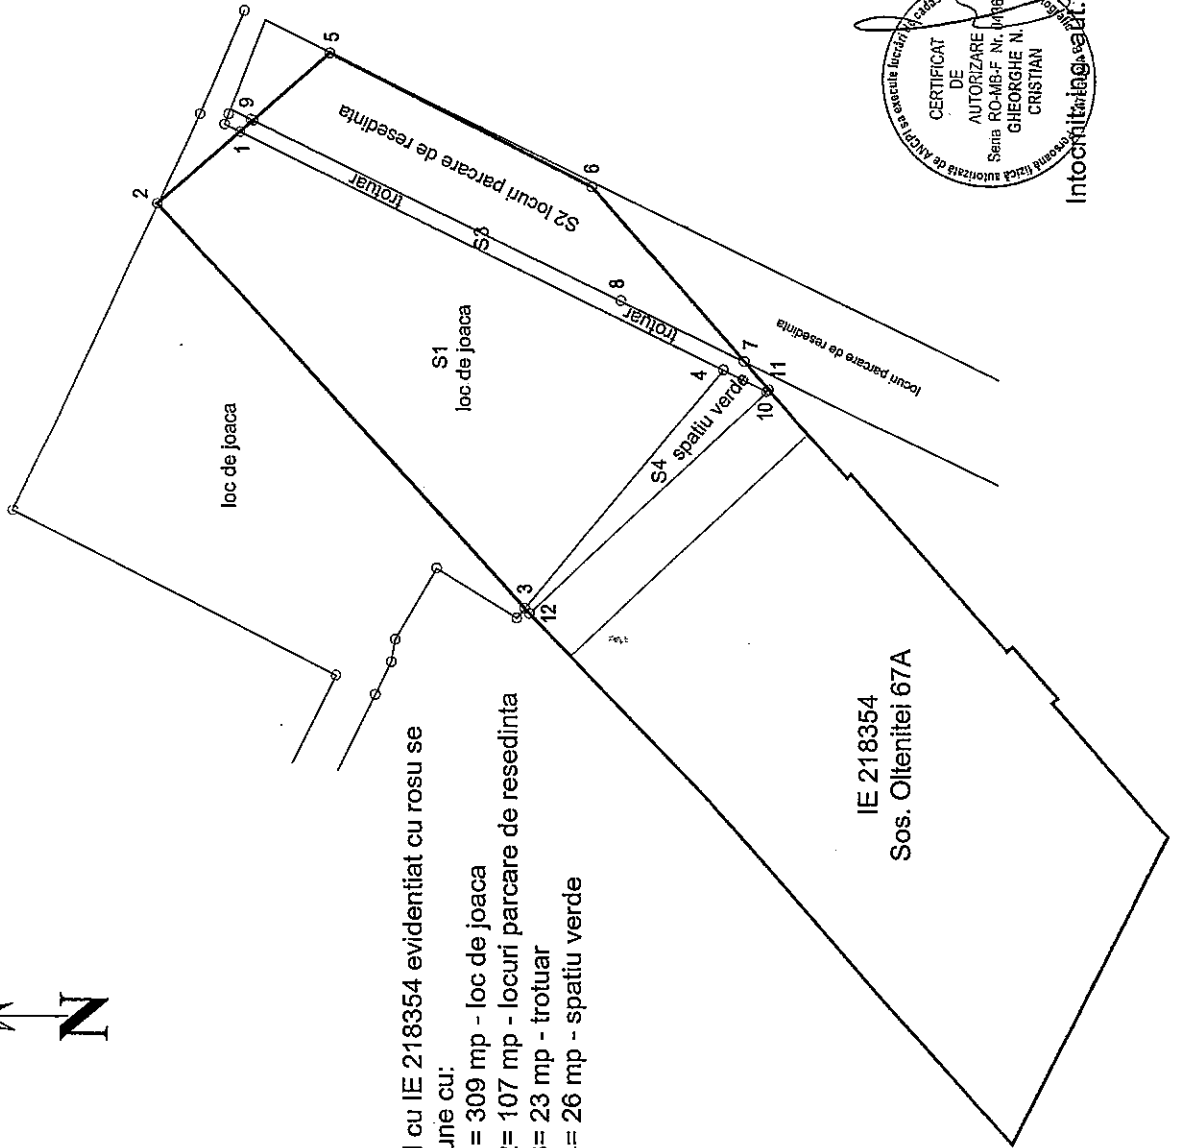 N
l cu IE 218354 evidentiat cu rosu se
une cu:
= 309 mp - loc de joaca
= 107 mp - locuri parcare de resedinta
= 23 mp - trotuar
= 26 mp - spatiu verde
loc de joaca
S1
loc de joaca
S2 locuri parcare de resedinta
trotuar
S3
trotuar
S4 spatiu verde
locuri parcare de resedinta
1
2
3
4
5
6
7
8
9
10
11
12
IE 218354
Sos. Oltenitei 67A
CERTIFICAT
DE
AUTORIZARE
Seria RO-MB-F Nr.
GHEORGHE N.
CRISTIAN
Intocmit: ing. aut.